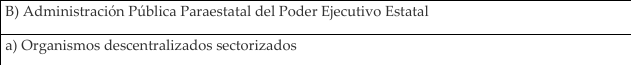 B) Administración Pública Paraestatal del Poder Ejecutivo Estatal
a) Organismos descentralizados sectorizados